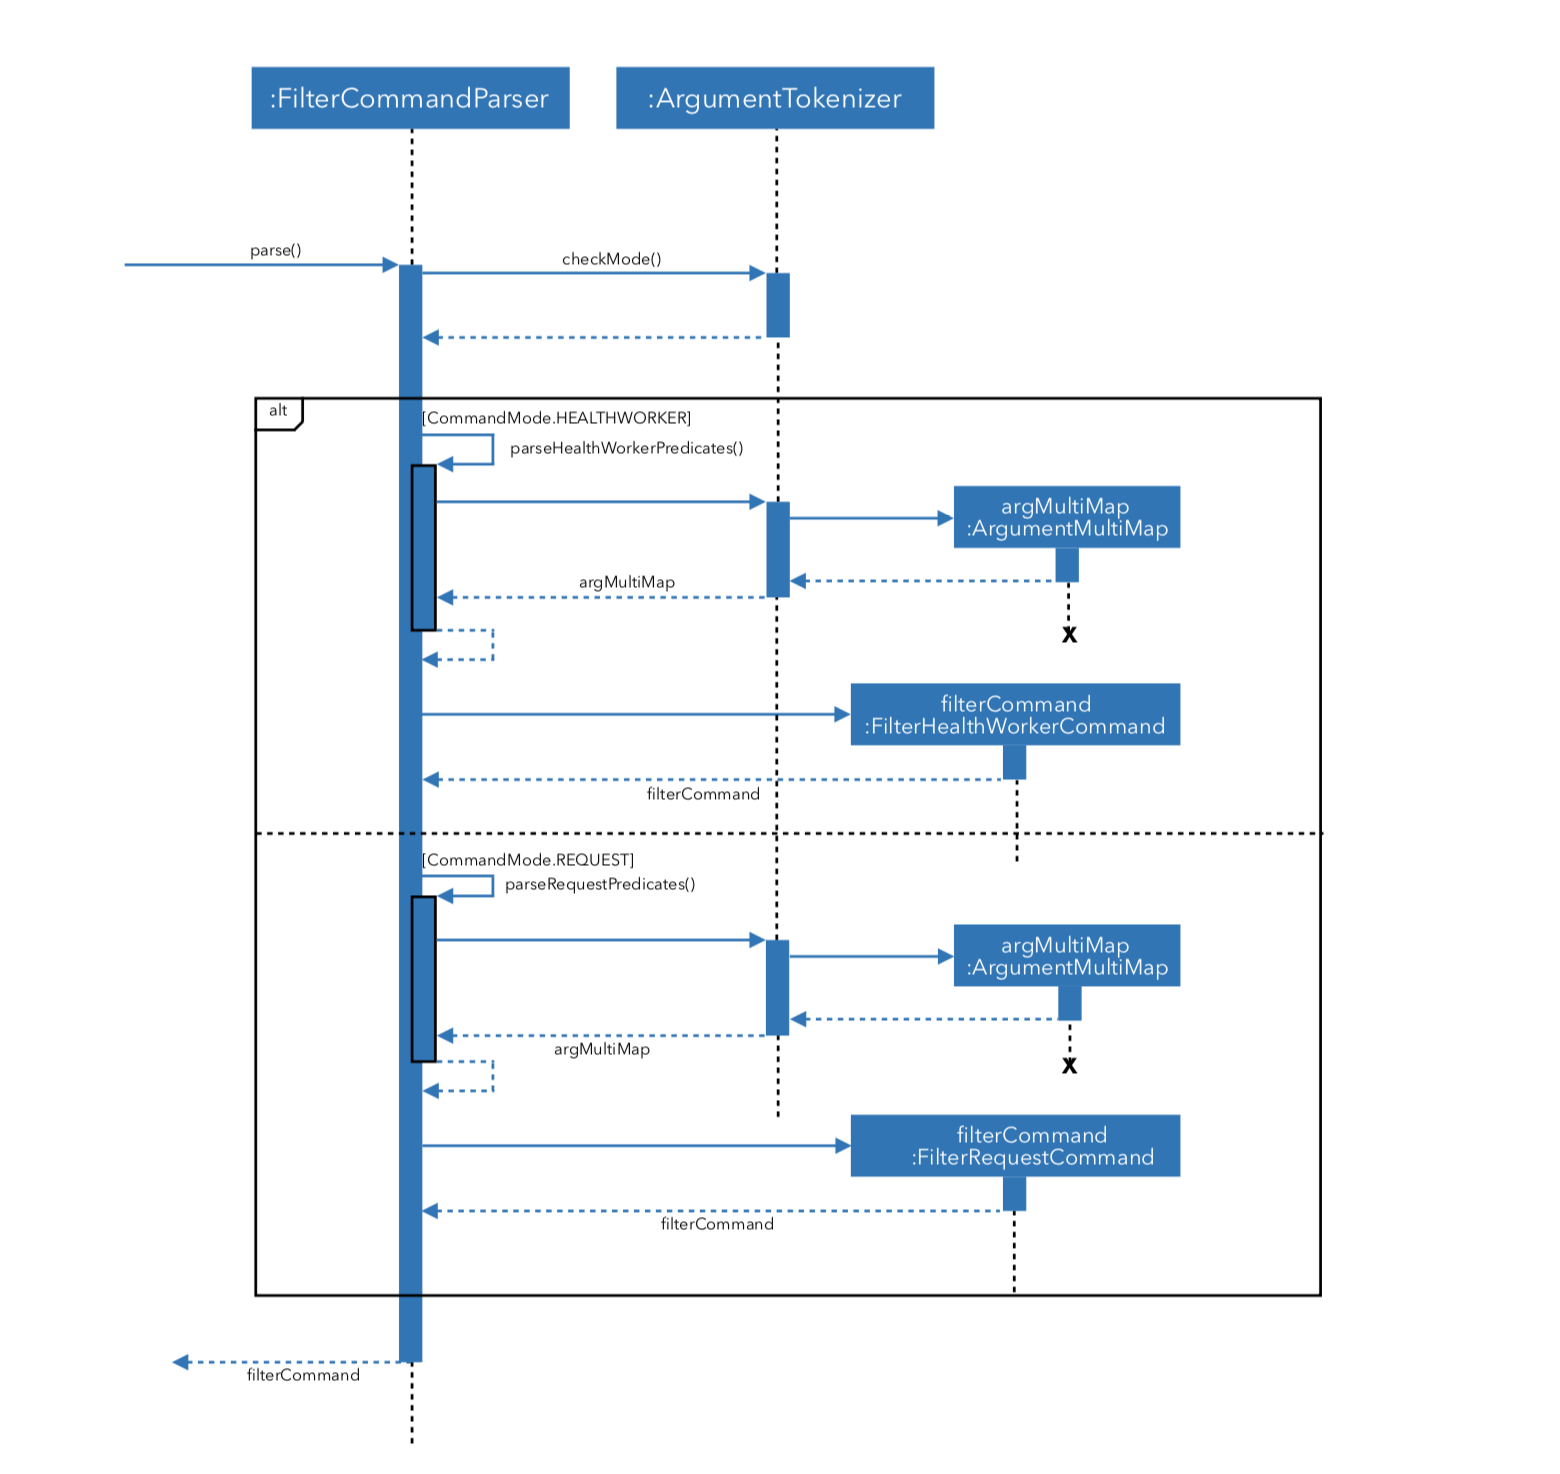 :FilterCommandParser
:ArgumentTokenizer
parse()
checkMode()
alt
[CommandMode.HEALTHWORKER]
parseHealthWorkerPredicates()
argMultiMap
:ArgumentMultiMap
argMultiMap
x
filterCommand
:FilterHealthWorkerCommand
filterCommand
[CommandMode.REQUEST]
parseRequestPredicates()
argMultiMap
:ArgumentMultiMap
argMultiMap
x
filterCommand
:FilterRequestCommand
filterCommand
filterCommand